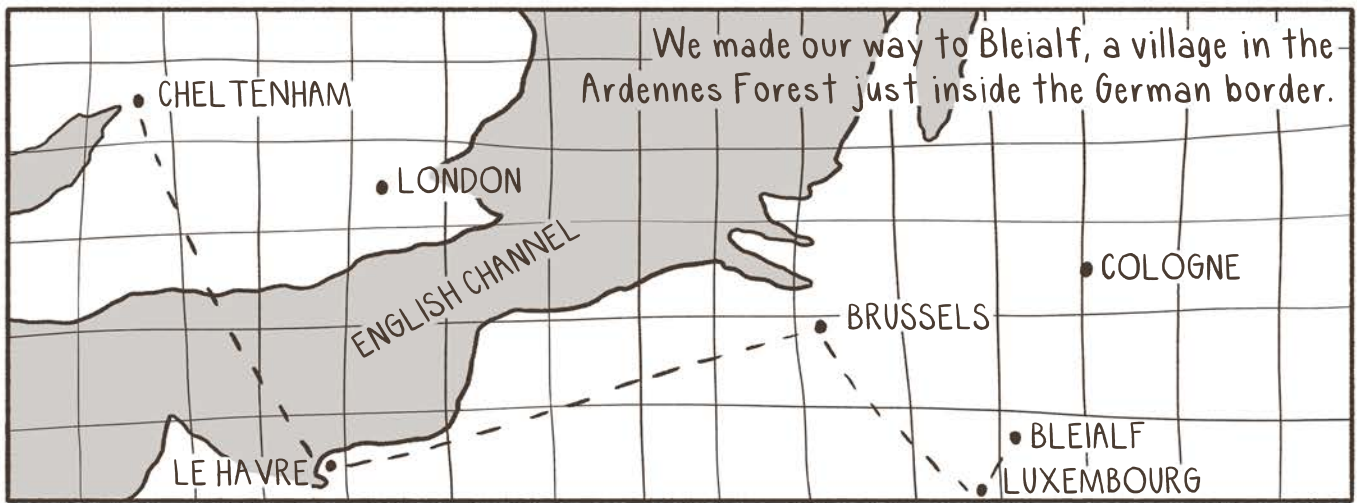 We made our way to Bleialf, a village in the
Ardennes Forest just inside the German border.
CHELTENHAM
LONDON
ENGLISH CHANNEL
COLOGNE
BRUSSELS
BLEIALF
LE HAVRE
LUXEMBOURG